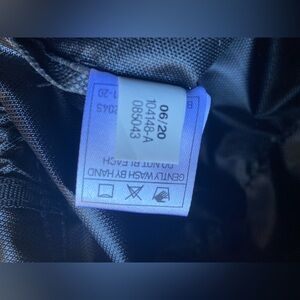 06/20
104148-A
085043
GENTLY WASH BY HAND
DO NOT BLEACH